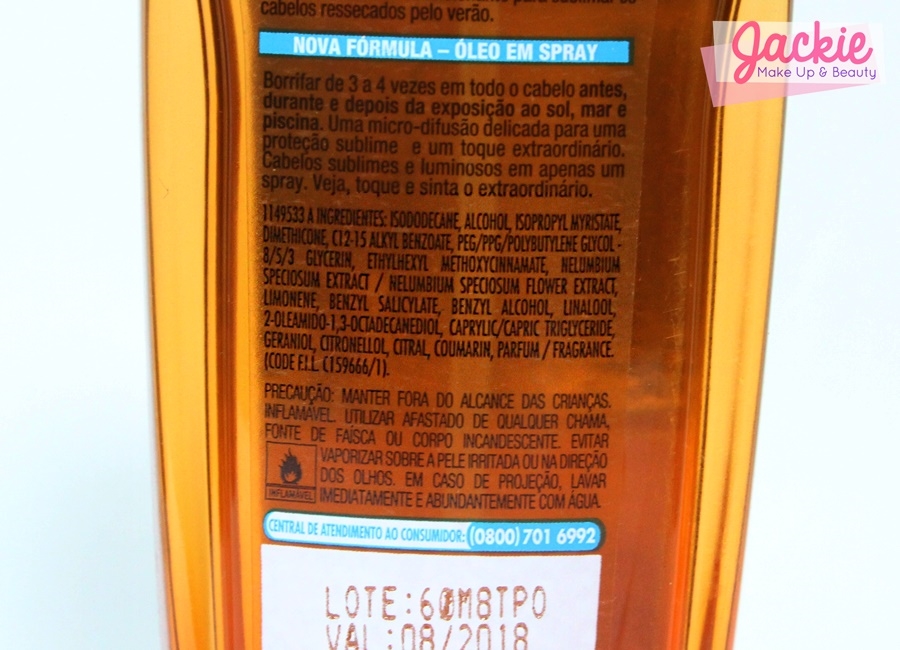 cabelos ressecados pelo verão.
NOVA FÓRMULA – ÓLEO EM SPRAY
Borrifar de 3 a 4 vezes em todo o cabelo antes,
durante e depois da exposição ao sol, mar e
piscina. Uma micro-difusão delicada para uma
proteção sublime e um toque extraordinário.
Cabelos sublimes e luminosos em apenas um
spray. Veja, toque e sinta o extraordinário.
1149533 A INGREDIENTES: ISODODECANE, ALCOHOL, ISOPROPYL MYRISTATE,
DIMETHICONE, C12-15 ALKYL BENZOATE, PEG/PPG/POLYBUTYLENE GLYCOL -
8/5/3 GLYCERIN, ETHYLHEXYL METHOXYCINNAMATE, NELUMBIUM
SPECIOSUM EXTRACT / NELUMBIUM SPECIOSUM FLOWER EXTRACT,
LIMONENE, BENZYL SALICYLATE, BENZYL ALCOHOL, LINALOOL,
2-OLEAMIDO-1,3-OCTADECANEDIOL, CAPRYLIC/CAPRIC TRIGLYCERIDE,
GERANIOL, CITRONELLOL, CITRAL, COUMARIN, PARFUM / FRAGRANCE.
(CODE F.I.L. C159666/1).
PRECAUÇÃO: MANTER FORA DO ALCANCE DAS CRIANÇAS.
INFLAMÁVEL. UTILIZAR AFASTADO DE QUALQUER CHAMA,
FONTE DE FAÍSCA OU CORPO INCANDESCENTE. EVITAR
VAPORIZAR SOBRE A PELE IRRITADA OU NA DIREÇÃO
DOS OLHOS. EM CASO DE PROJEÇÃO, LAVAR
IMEDIATAMENTE E ABUNDANTEMENTE COM ÁGUA.
INFLAMÁVEL
CENTRAL DE ATENDIMENTO AO CONSUMIDOR: (0800) 701 6992
LOTE:60M8TPO
VAL:08/2018
Jackie
Make Up & Beauty